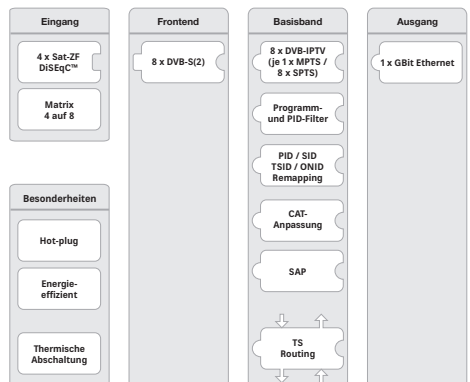 Eingang
4 x Sat-ZF
DiSEqC™
Matrix
4 auf 8
Besonderheiten
Hot-plug
Energie-
effizient
Thermische
Abschaltung
Frontend
8 x DVB-S(2)
Basisband
8 x DVB-IPTV
(je 1 x MPTS /
8 x SPTS)
Programm-
und PID-Filter
PID / SID
TSID / ONID
Remapping
CAT-
Anpassung
SAP
TS
Routing
Ausgang
1 x GBit Ethernet